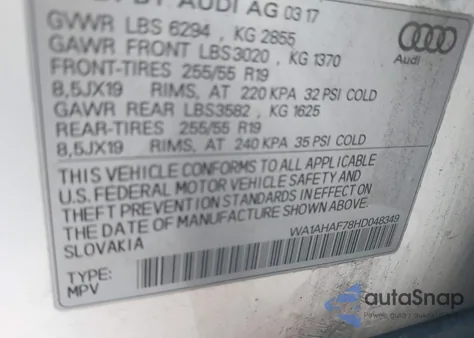 BY AUDI AG 03 17
GVWR LBS 6294 , KG 2855
GAWR FRONT LBS3020 , KG 1370
FRONT-TIRES 255/55 R19
8,5JX19 RIMS, AT 220 KPA 32 PSI COLD
GAWR REAR LBS3582 , KG 1625
REAR-TIRES 255/55 R19
8,5JX19 RIMS, AT 240 KPA 35 PSI COLD
Audi
THIS VEHICLE CONFORMS TO ALL APPLICABLE
U.S. FEDERAL MOTOR VEHICLE SAFETY AND
THEFT PREVENTION STANDARDS IN EFFECT ON
THE DATE OF MANUFACTURE SHOWN ABOVE.
SLOVAKIA
WA1AHAF78HD048349
TYPE:
MPV
autaSnap